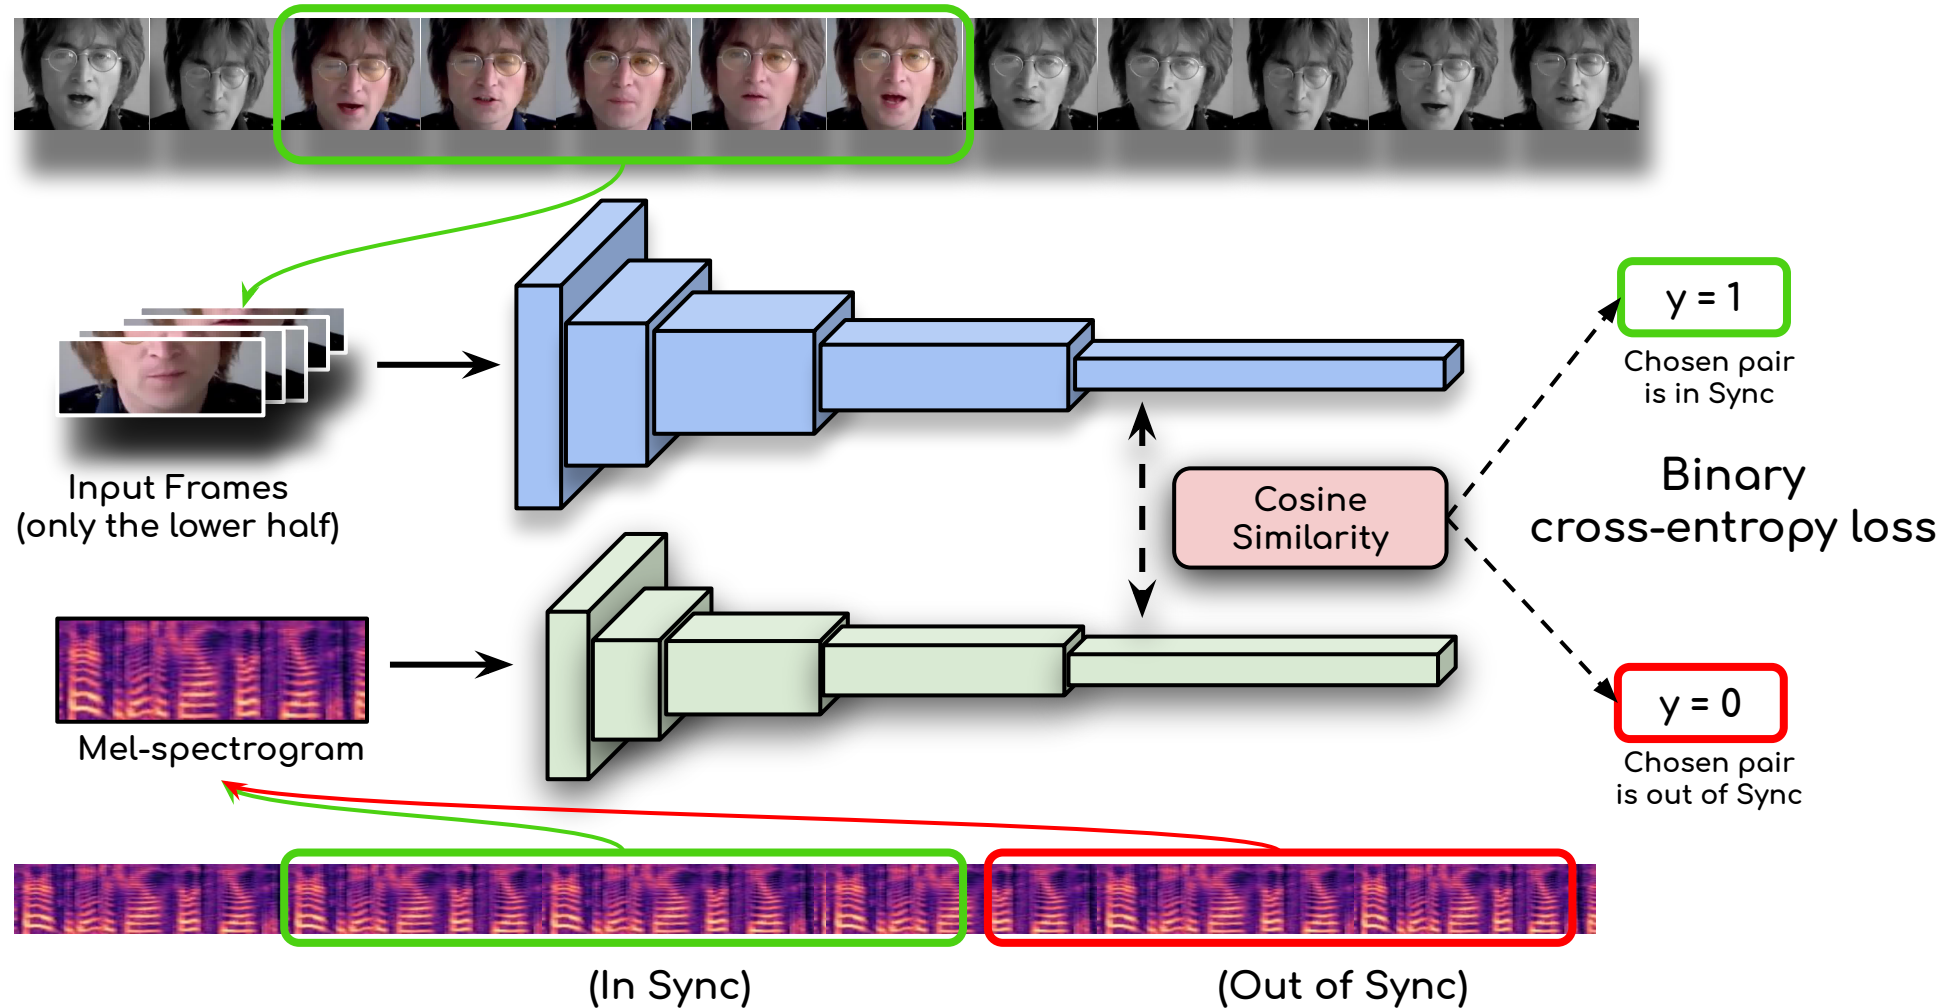 Input Frames
(only the lower half)
Mel-spectrogram
Cosine
Similarity
y = 1
Chosen pair
is in Sync
Binary
cross-entropy loss
y = 0
Chosen pair
is out of Sync
(In Sync)
(Out of Sync)